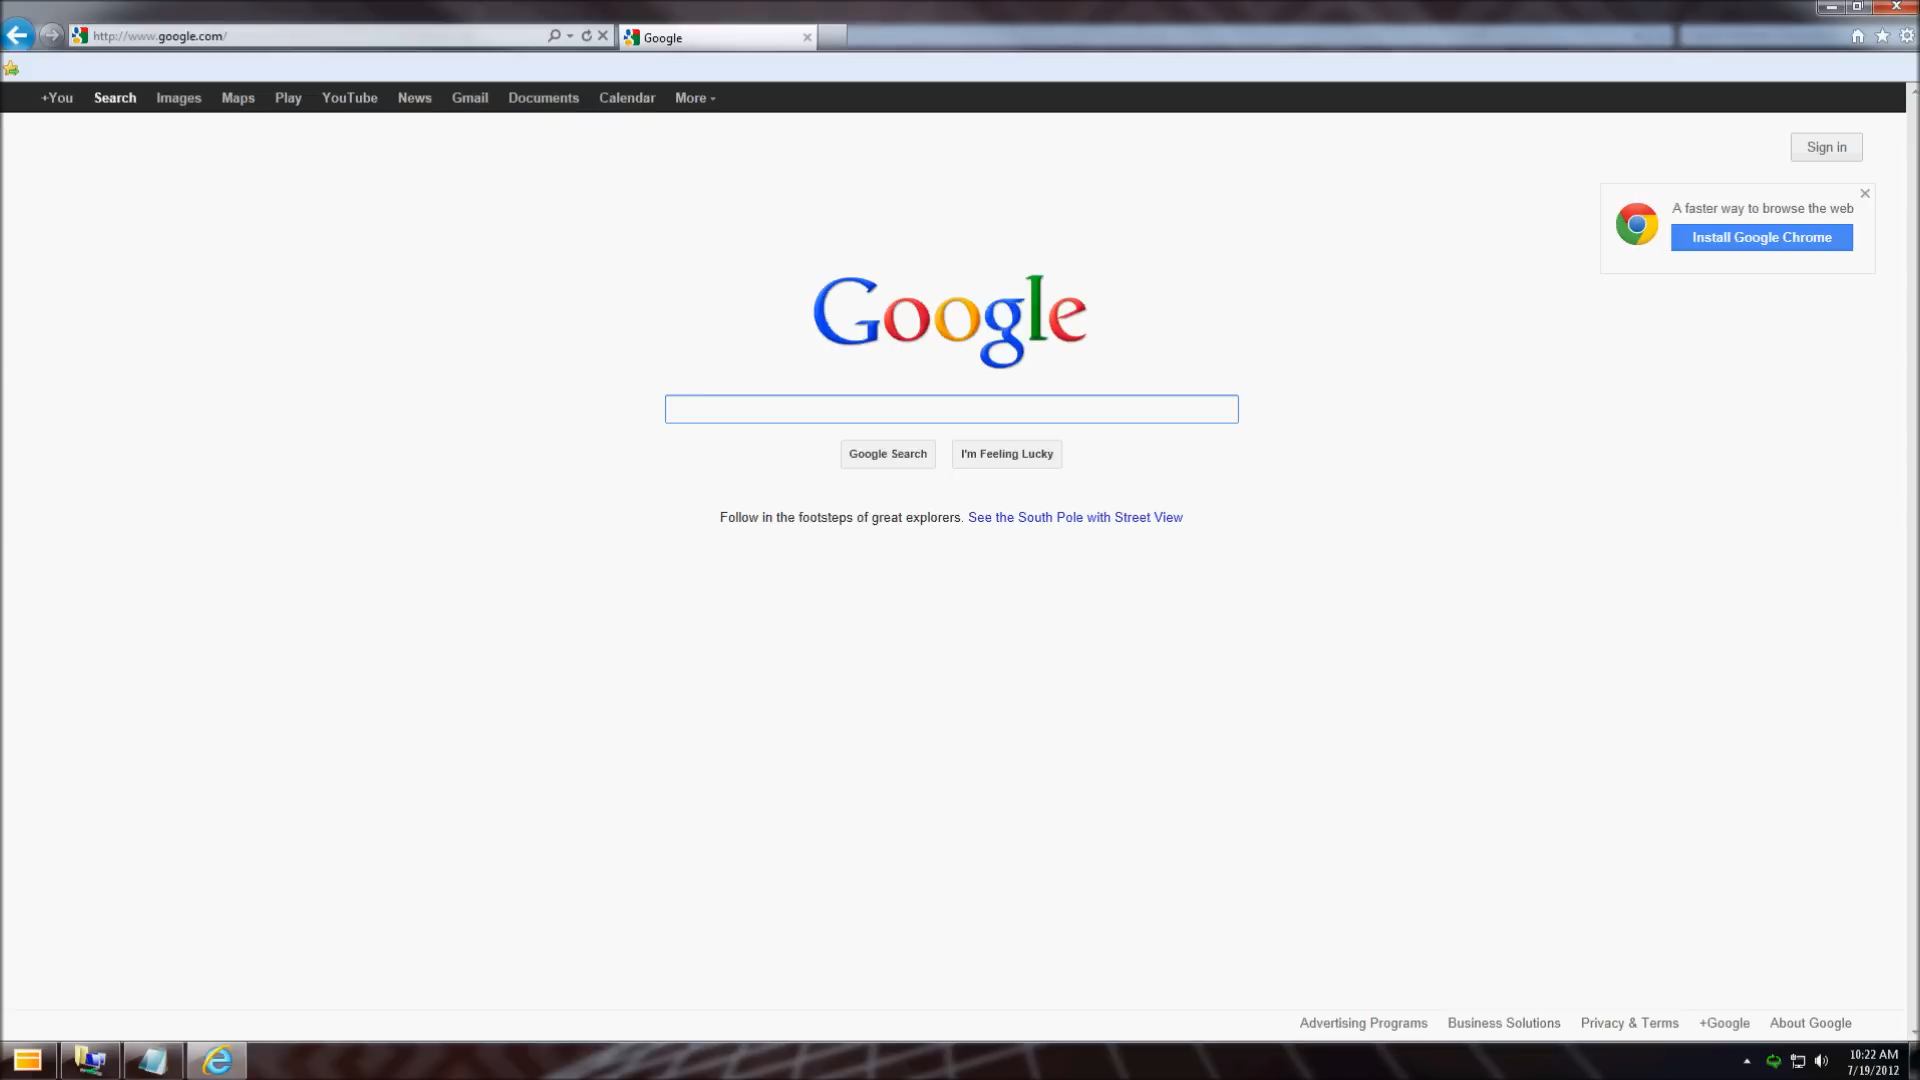 http://www.google.com/
Google
+You Search Images Maps Play YouTube News Gmail Documents Calendar More
Sign in
A faster way to browse the web
Install Google Chrome
Google
Google Search I'm Feeling Lucky
Follow in the footsteps of great explorers. See the South Pole with Street View
Advertising Programs Business Solutions Privacy & Terms +Google About Google
10:22 AM
7/19/2012